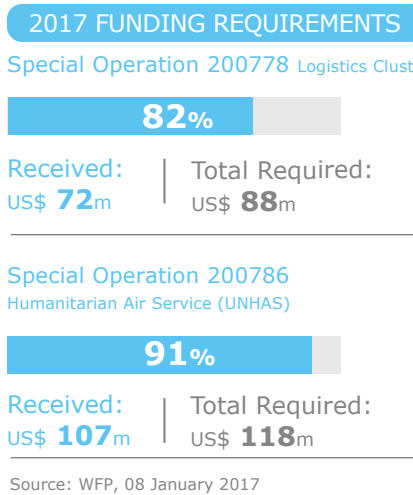 2017 FUNDING REQUIREMENTS
Special Operation 200778 Logistics Clust
82%
Received: Total Required:
US$ 72m US$ 88m
Special Operation 200786
Humanitarian Air Service (UNHAS)
91%
Received: Total Required:
US$ 107m US$ 118m
Source: WFP, 08 January 2017